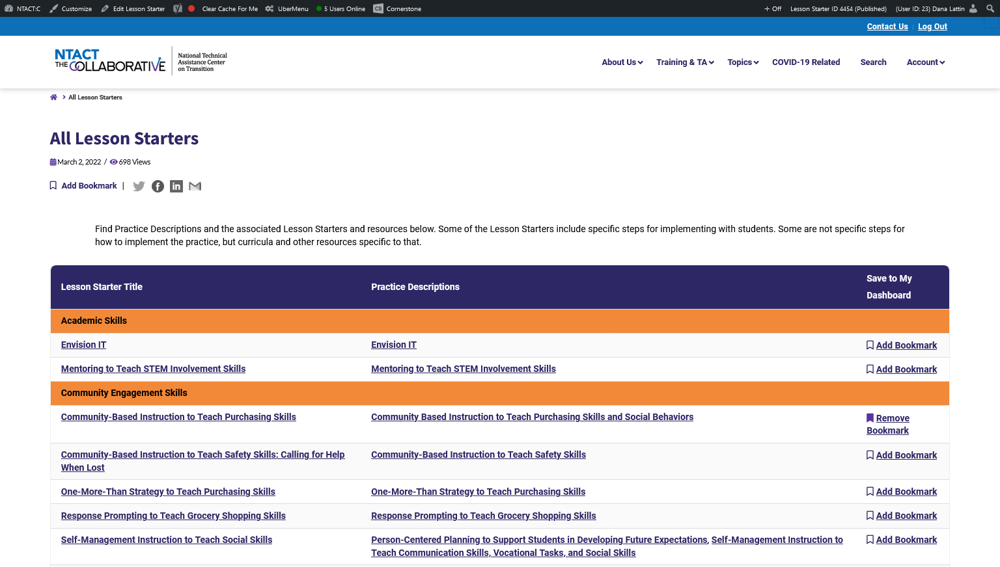 NTACT:C Customize Edit Lesson Starter Clear Cache For Me UberMenu 5 Users Online CS Cornerstone + Off Lesson Starter ID 4454 (Published) (User ID: 23) Dana Lattin
Contact Us | Log Out
NTACT
THE COLLABORATIVE
National Technical
Assistance Center
on Transition
About Us Training & TA Topics COVID-19 Related Search Account
All Lesson Starters
All Lesson Starters
March 2, 2022 / 698 Views
Add Bookmark |
Find Practice Descriptions and the associated Lesson Starters and resources below. Some of the Lesson Starters include specific steps for implementing with students. Some are not specific steps for
how to implement the practice, but curricula and other resources specific to that.
Lesson Starter Title Practice Descriptions Save to My
Dashboard
Academic Skills
Envision IT Envision IT Add Bookmark
Mentoring to Teach STEM Involvement Skills Mentoring to Teach STEM Involvement Skills Add Bookmark
Community Engagement Skills
Community-Based Instruction to Teach Purchasing Skills Community Based Instruction to Teach Purchasing Skills and Social Behaviors Remove
Bookmark
Community-Based Instruction to Teach Safety Skills: Calling for Help Community-Based Instruction to Teach Safety Skills Add Bookmark
When Lost
One-More-Than Strategy to Teach Purchasing Skills One-More-Than Strategy to Teach Purchasing Skills Add Bookmark
Response Prompting to Teach Grocery Shopping Skills Response Prompting to Teach Grocery Shopping Skills Add Bookmark
Self-Management Instruction to Teach Social Skills Person-Centered Planning to Support Students in Developing Future Expectations, Self-Management Instruction to Add Bookmark
Teach Communication Skills, Vocational Tasks, and Social Skills